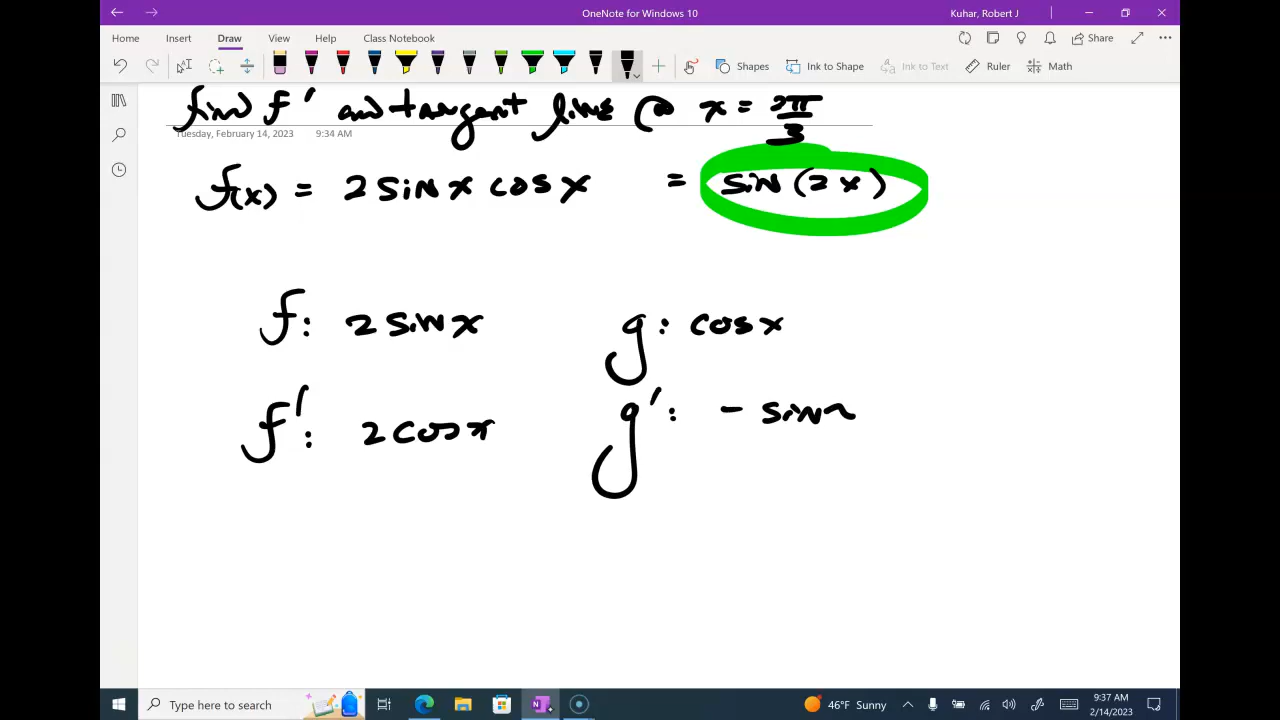 OneNote for Windows 10
Kuhar, Robert J
Home Insert Draw View Help Class Notebook Share
Shapes Ink to Shape Ink to Text Ruler Math
find f' and tangent line @ x = 2π/3
Tuesday, February 14, 2023 9:34 AM
f(x) = 2 sin x cos x = sin (2x)
f: 2 sin x g: cos x
f': 2 cos x g': - sin
Type here to search
46°F Sunny
9:37 AM
2/14/2023